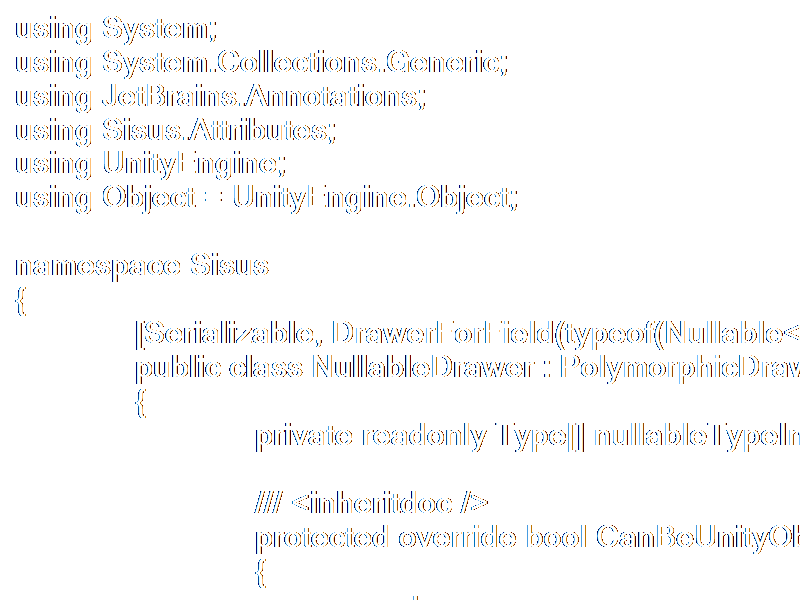 using System;
using System.Collections.Generic;
using JetBrains.Annotations;
using Sisus.Attributes;
using UnityEngine;
using Object = UnityEngine.Object;
namespace Sisus
{
[Serializable, DrawerForField(typeof(Nullable<
public class NullableDrawer : PolymorphicDraw
{
private readonly Type[] nullableTypeIn
//// <inheritdoc />
protected override bool CanBeUnityOb
{